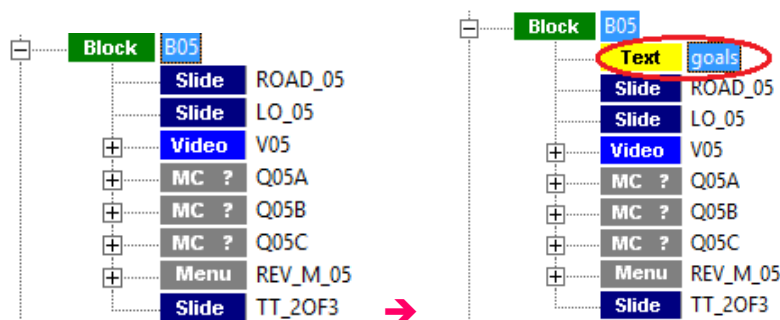 Block B05
Slide ROAD_05
Slide LO_05
Video V05
MC ? Q05A
MC ? Q05B
MC ? Q05C
Menu REV_M_05
Slide TT_2OF3
Block B05
Text goals
Slide ROAD_05
Slide LO_05
Video V05
MC ? Q05A
MC ? Q05B
MC ? Q05C
Menu REV_M_05
Slide TT_2OF3